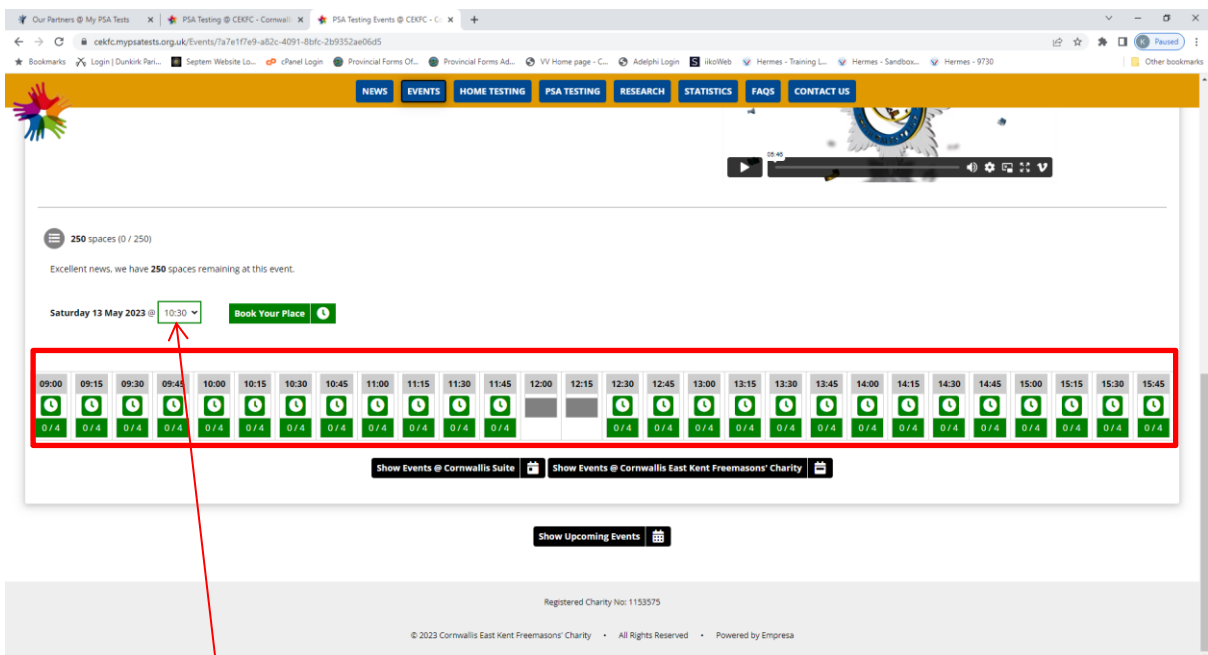 Our Partners @ My PSA Tests
PSA Testing @ CEKFC - Cornwall
PSA Testing Events @ CEKFC - Co
cekfc.mypsatests.org.uk/Events/?a7e1f7e9-a82c-4091-8bfc-2b9352ae06d5
Paused
Bookmarks
Login | Dunkirk Pari...
Septem Website Lo...
cPanel Login
Provincial Forms Of...
Provincial Forms Ad...
VV Home page - C...
Adelphi Login
iikoWeb
Hermes - Training L...
Hermes - Sandbox...
Hermes - 9730
Other bookmarks
NEWS EVENTS HOME TESTING PSA TESTING RESEARCH STATISTICS FAQS CONTACT US
05:46
250 spaces (0 / 250)
Excellent news, we have 250 spaces remaining at this event.
Saturday 13 May 2023 @ 10:30 Book Your Place
09:00 09:15 09:30 09:45 10:00 10:15 10:30 10:45 11:00 11:15 11:30 11:45 12:00 12:15 12:30 12:45 13:00 13:15 13:30 13:45 14:00 14:15 14:30 14:45 15:00 15:15 15:30 15:45
0 / 4 0 / 4 0 / 4 0 / 4 0 / 4 0 / 4 0 / 4 0 / 4 0 / 4 0 / 4 0 / 4 0 / 4 0 / 4 0 / 4 0 / 4 0 / 4 0 / 4 0 / 4 0 / 4 0 / 4 0 / 4 0 / 4 0 / 4 0 / 4 0 / 4 0 / 4
Show Events @ Cornwallis Suite Show Events @ Cornwallis East Kent Freemasons' Charity
Show Upcoming Events
Registered Charity No: 1153575
© 2023 Cornwallis East Kent Freemasons' Charity • All Rights Reserved • Powered by Empresa